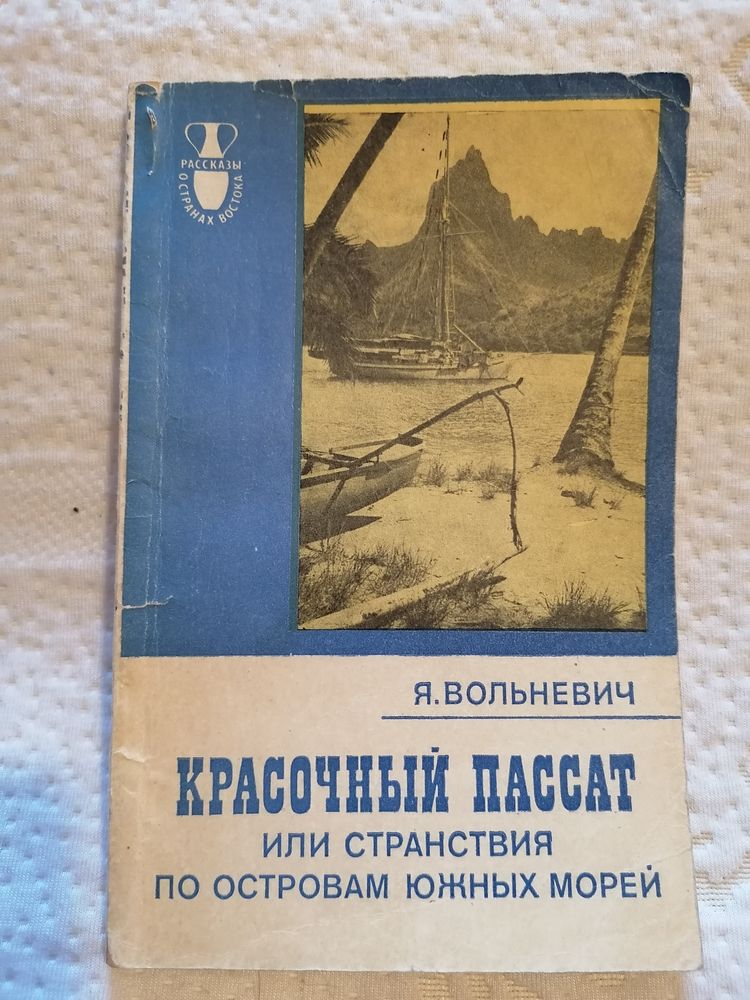 РАССКАЗЫ
О СТРАНАХ ВОСТОКА
Я.ВОЛЬНЕВИЧ
КРАСОЧНЫЙ ПАССАТ
ИЛИ СТРАНСТВИЯ
ПО ОСТРОВАМ ЮЖНЫХ МОРЕЙ